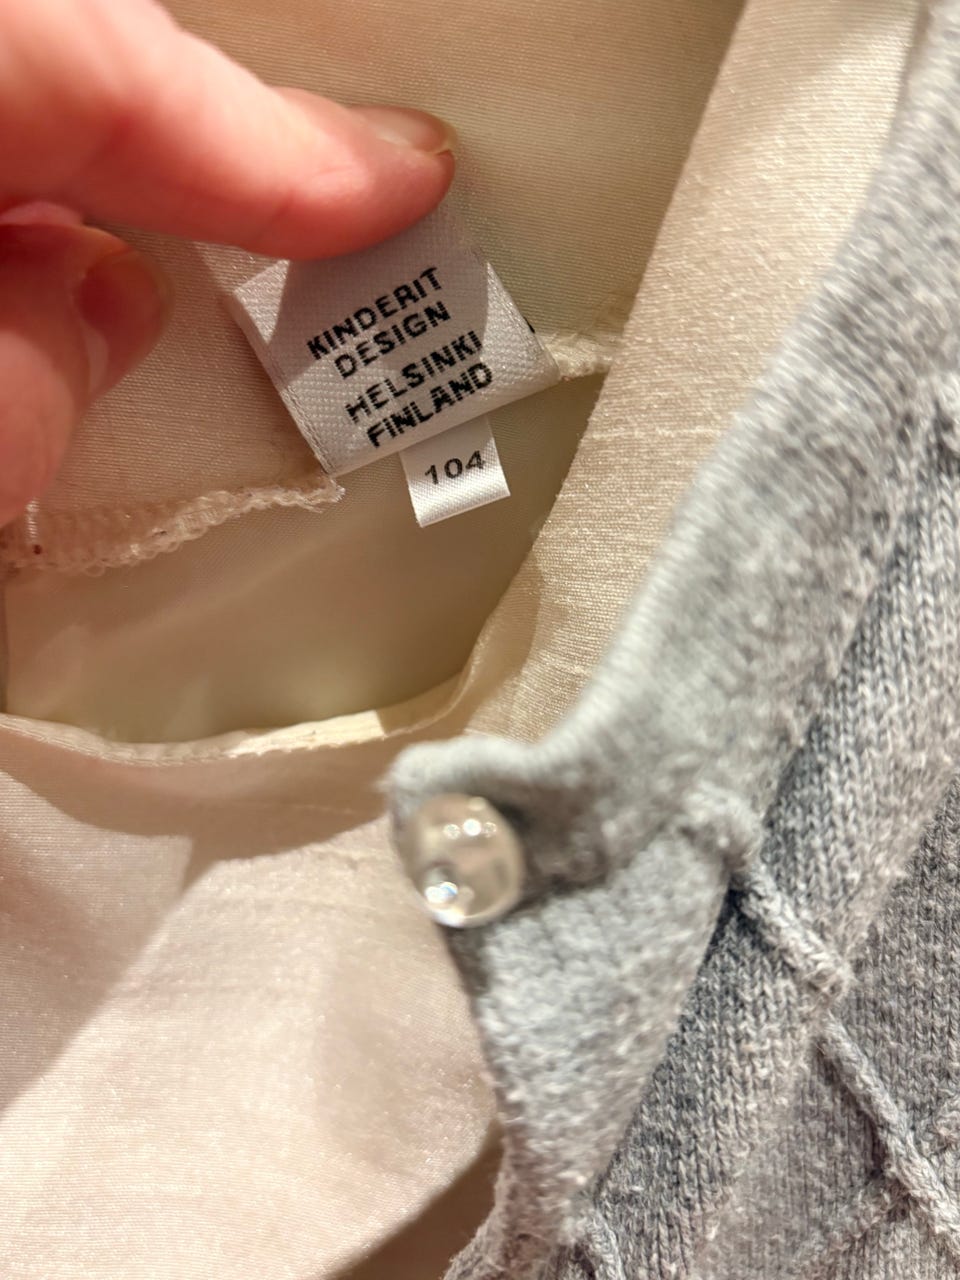 KINDERIT
DESIGN
HELSINKI
FINLAND
104